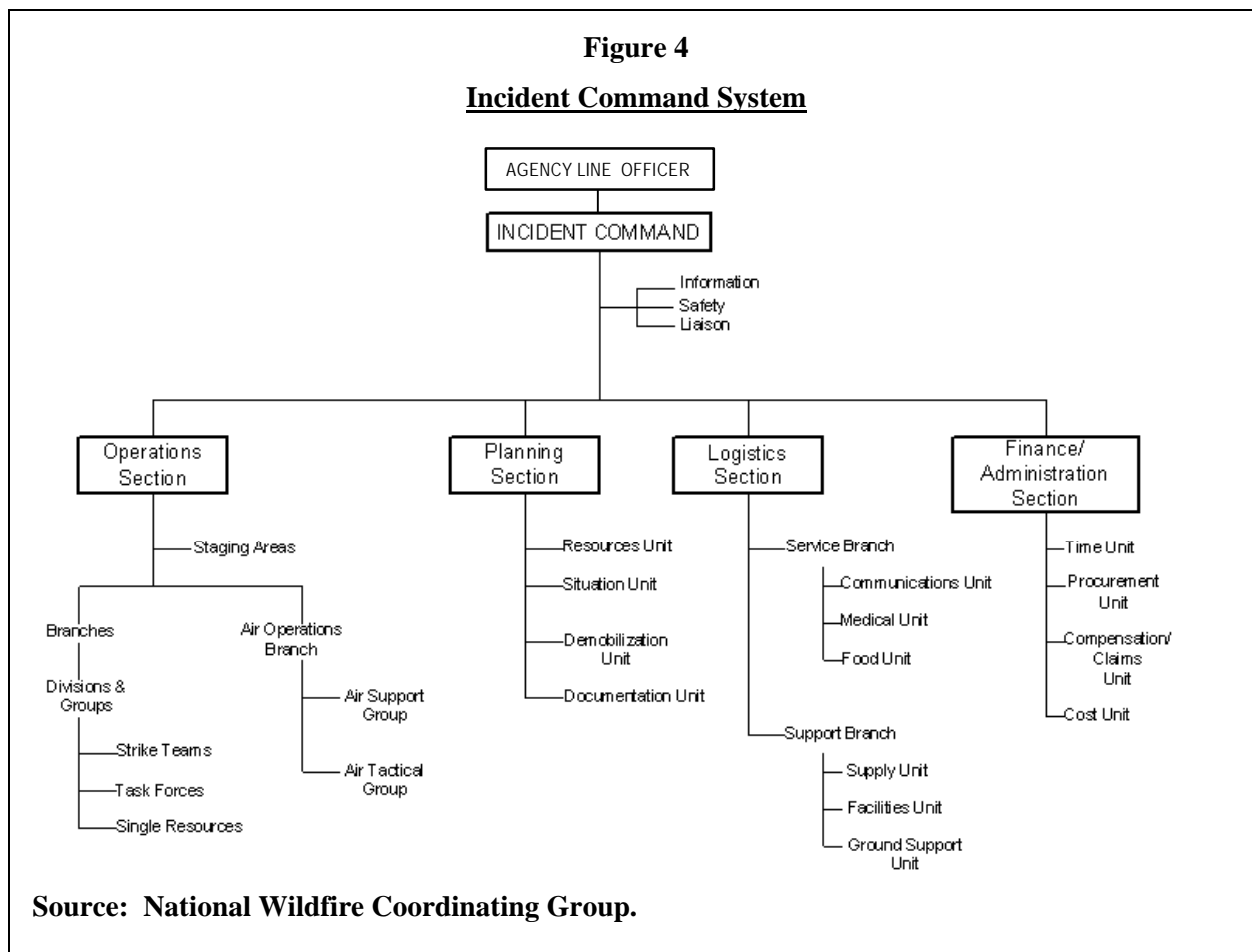 Figure 4
Incident Command System
AGENCY LINE OFFICER
INCIDENT COMMAND
Information
Safety
Liaison
Operations
Section
Planning
Section
Logistics
Section
Finance/
Administration
Section
Staging Areas
Branches
Divisions &
Groups
Strike Teams
Task Forces
Single Resources
Air Operations
Branch
Air Support
Group
Air Tactical
Group
Resources Unit
Situation Unit
Demobilization
Unit
Documentation Unit
Service Branch
Communications Unit
Medical Unit
Food Unit
Support Branch
Supply Unit
Facilities Unit
Ground Support
Unit
Time Unit
Procurement
Unit
Compensation/
Claims
Unit
Cost Unit
Source: National Wildfire Coordinating Group.